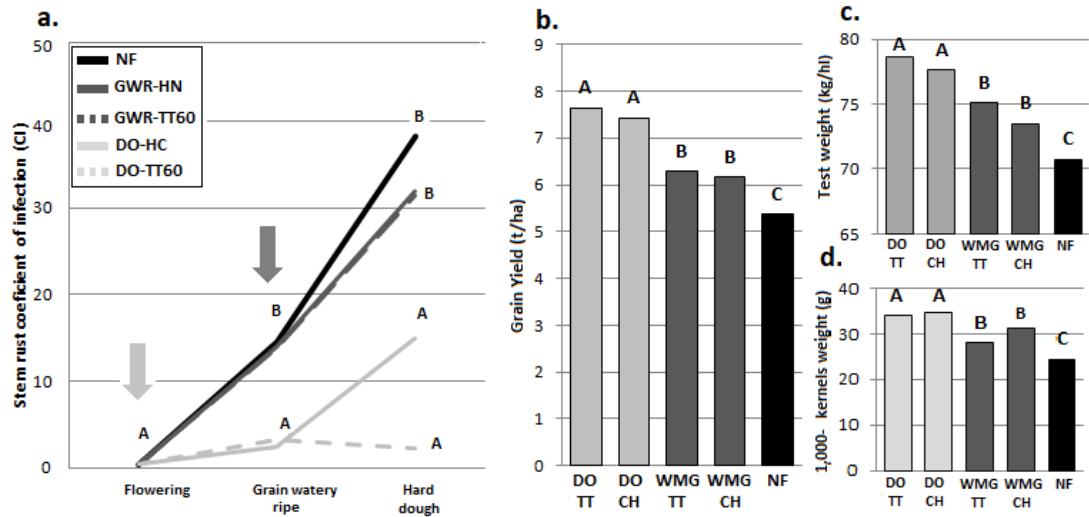 a.
50
40
30
20
10
0
Stem rust coeficient of infection (CI)
NF
GWR-HN
GWR-TT60
DO-HC
DO-TT60
A
B
A
B
B
A
A
Flowering
Grain watery
ripe
Hard
dough
b.
9
8
7
6
5
4
3
2
1
0
Grain Yield (t/ha)
A
A
B
B
C
DO
TT
DO
CH
WMG
TT
WMG
CH
NF
c.
80
75
70
65
Test weight (kg/hl)
A
A
B
B
C
DO
TT
DO
CH
WMG
TT
WMG
CH
NF
d.
40
30
20
10
0
1,000- kernels weight (g)
A
A
B
B
C
DO
TT
DO
CH
WMG
TT
WMG
CH
NF